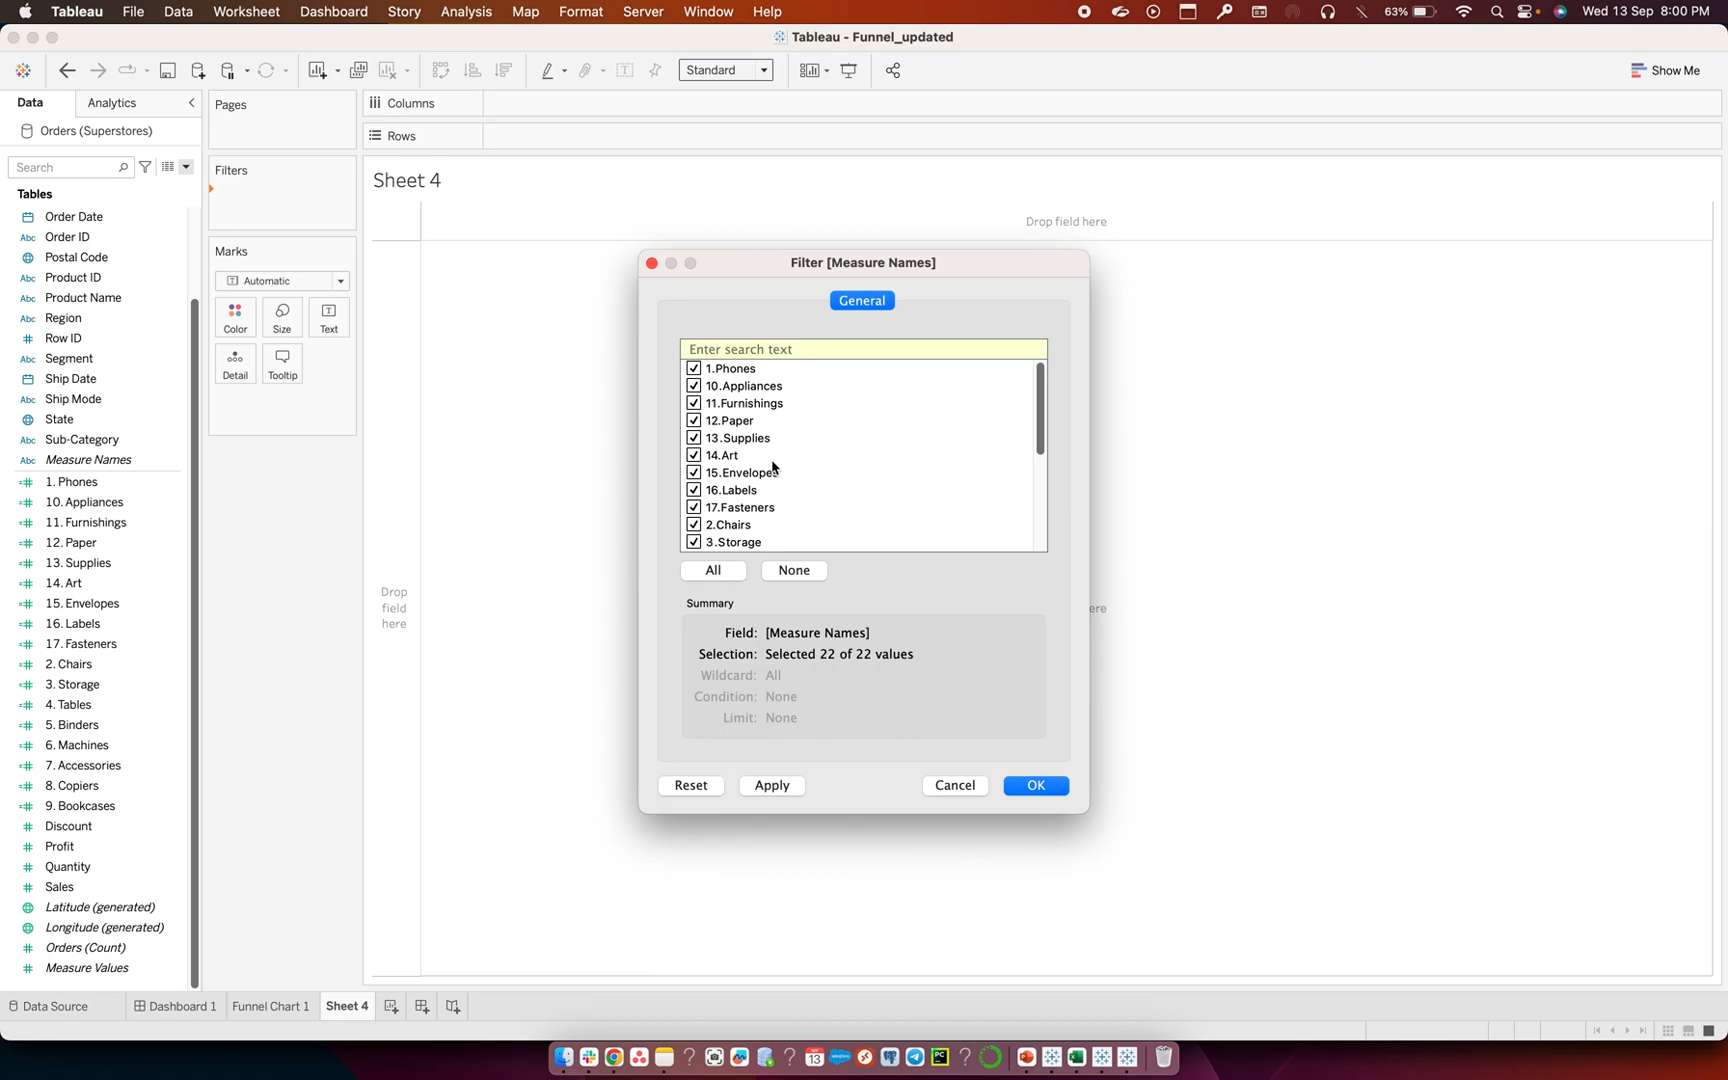 Tableau File Data Worksheet Dashboard Story Analysis Map Format Server Window Help 63% Wed 13 Sep 8:00 PM
Tableau - Funnel_updated
Standard Show Me
Data Analytics Pages Columns
Orders (Superstores) Rows
Search Filters
Tables Sheet 4
Order Date Drop field here
Abc Order ID
Postal Code
Abc Product ID
Abc Product Name
Abc Region
Row ID
Abc Segment
Ship Date
Abc Ship Mode
State
Abc Sub-Category
Abc Measure Names
1. Phones
10. Appliances
11. Furnishings
12. Paper
13. Supplies
14. Art
15. Envelopes
16. Labels
17. Fasteners
2. Chairs
3. Storage
4. Tables
5. Binders
6. Machines
7. Accessories
8. Copiers
9. Bookcases
Discount
Profit
Quantity
Sales
Latitude (generated)
Longitude (generated)
Orders (Count)
Measure Values
Marks
Automatic
Color Size Text
Detail Tooltip
Drop
field
here
ere
Filter [Measure Names]
General
Enter search text
1.Phones
10.Appliances
11.Furnishings
12.Paper
13.Supplies
14.Art
15.Envelopes
16.Labels
17.Fasteners
2.Chairs
3.Storage
All None
Summary
Field: [Measure Names]
Selection: Selected 22 of 22 values
Wildcard: All
Condition: None
Limit: None
Reset Apply Cancel OK
Data Source Dashboard 1 Funnel Chart 1 Sheet 4